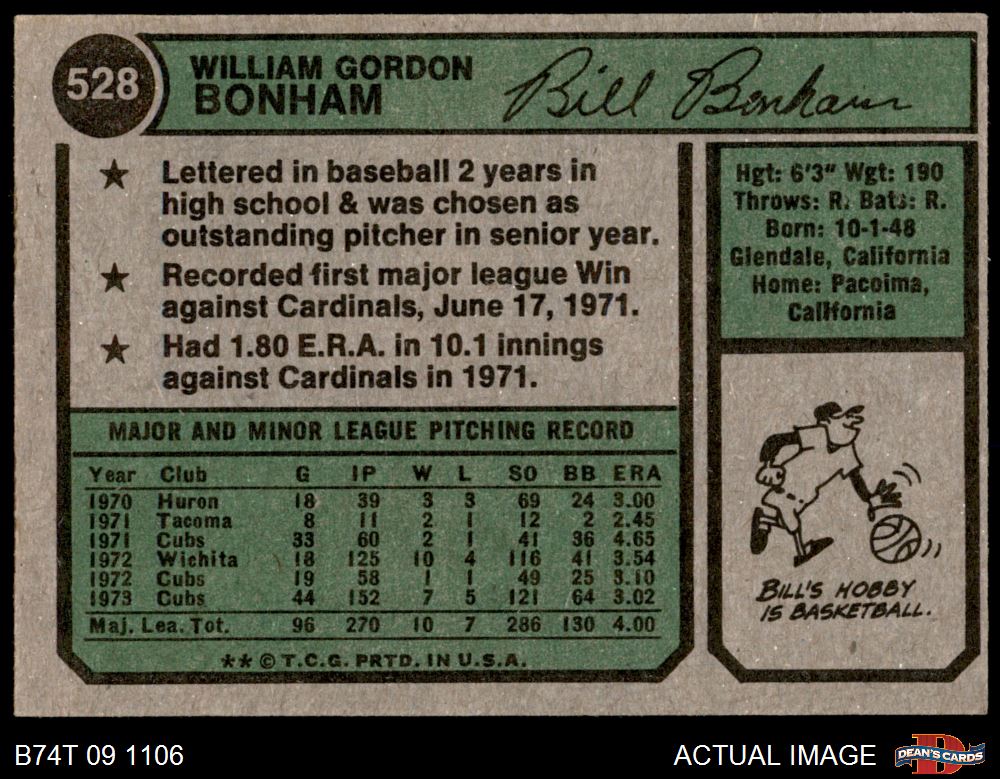 528
WILLIAM GORDON
BONHAM
Bill Bonham
★ Lettered in baseball 2 years in
high school & was chosen as
outstanding pitcher in senior year.
★ Recorded first major league Win
against Cardinals, June 17, 1971.
★ Had 1.80 E.R.A. in 10.1 innings
against Cardinals in 1971.
Hgt: 6'3" Wgt: 190
Throws: R. Bats: R.
Born: 10-1-48
Glendale, California
Home: Pacoima,
California
MAJOR AND MINOR LEAGUE PITCHING RECORD
Year Club G IP W L SO BB ERA
1970 Huron 18 39 3 3 69 24 3.00
1971 Tacoma 8 11 2 1 12 2 2.45
1971 Cubs 33 60 2 1 41 36 4.65
1972 Wichita 18 125 10 4 116 41 3.54
1972 Cubs 19 58 1 1 49 25 3.10
1973 Cubs 44 152 7 5 121 64 3.02
Maj. Lea. Tot. 96 270 10 7 286 130 4.00
** © T.C.G. PRTD. IN U.S.A.
BILL'S HOBBY
IS BASKETBALL.
B74T 09 1106
ACTUAL IMAGE
D
DEAN'S CARDS